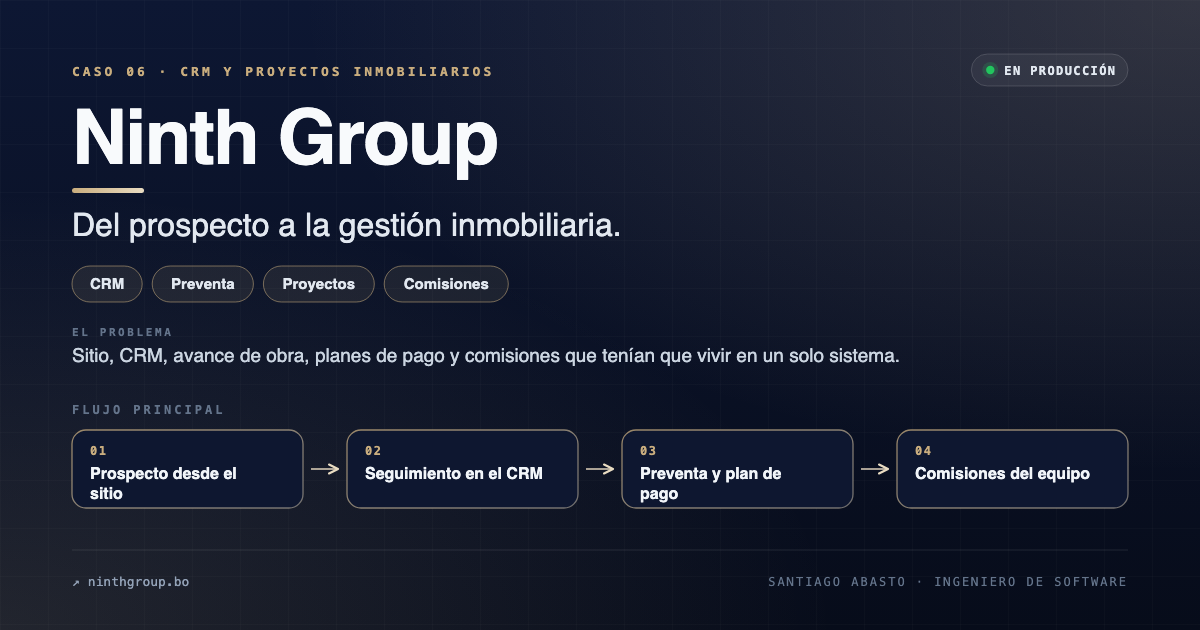 CASO 06 · CRM Y PROYECTOS INMOBILIARIOS
EN PRODUCCIÓN
Ninth Group
Del prospecto a la gestión inmobiliaria.
CRM
Preventa
Proyectos
Comisiones
EL PROBLEMA
Sitio, CRM, avance de obra, planes de pago y comisiones que tenían que vivir en un solo sistema.
FLUJO PRINCIPAL
01
Prospecto desde el
sitio
02
Seguimiento en el CRM
03
Preventa y plan de
pago
04
Comisiones del equipo
↗ ninthgroup.bo
SANTIAGO ABASTO · INGENIERO DE SOFTWARE